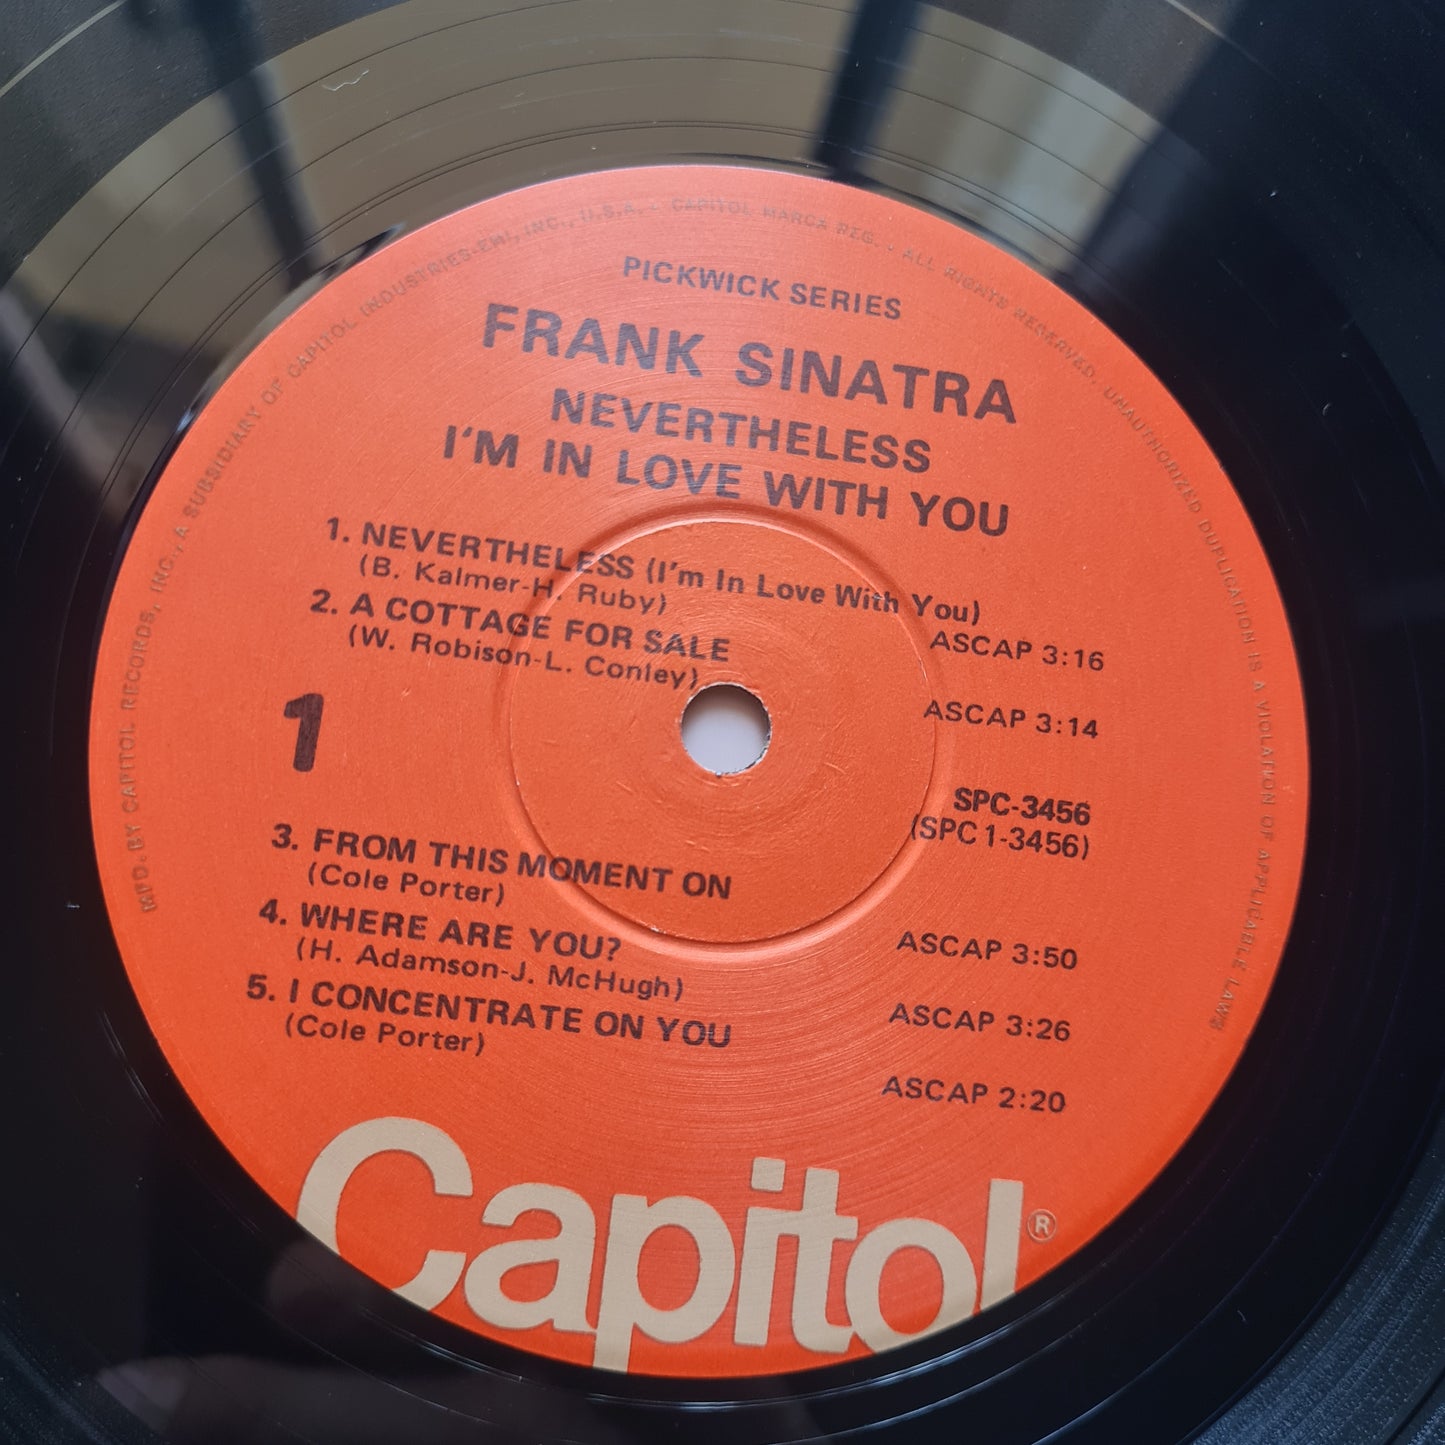 MFD. BY CAPITOL RECORDS, INC., A SUBSIDIARY OF CAPITOL INDUSTRIES-EMI, INC., U.S.A. • CAPITOL MARCA REG. • ALL RIGHTS RESERVED. UNAUTHORIZED DUPLICATION IS A VIOLATION OF APPLICABLE LAWS
PICKWICK SERIES
FRANK SINATRA
NEVERTHELESS
I'M IN LOVE WITH YOU
1. NEVERTHELESS (I'm In Love With You)
(B. Kalmer-H. Ruby)
ASCAP 3:16
2. A COTTAGE FOR SALE
(W. Robison-L. Conley)
ASCAP 3:14
1
SPC-3456
(SPC 1-3456)
3. FROM THIS MOMENT ON
(Cole Porter)
ASCAP 3:50
4. WHERE ARE YOU?
(H. Adamson-J. McHugh)
ASCAP 3:26
5. I CONCENTRATE ON YOU
(Cole Porter)
ASCAP 2:20
Capitol®